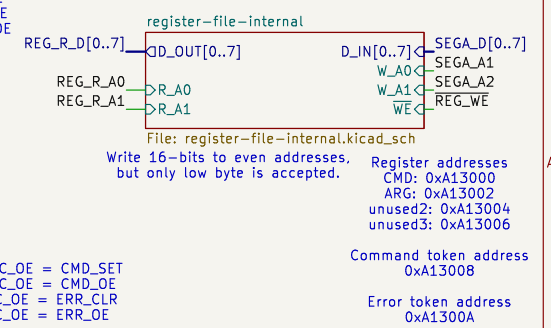 E
OE
register-file-internal
REG_R_D[0..7]
D_OUT[0..7]
D_IN[0..7]
SEGA_D[0..7]
W_A0
SEGA_A1
REG_R_A0
R_A0
W_A1
SEGA_A2
REG_R_A1
R_A1
WE
REG_WE
File: register-file-internal.kicad_sch
Write 16-bits to even addresses,
but only low byte is accepted.
Register addresses
CMD: 0xA13000
ARG: 0xA13002
unused2: 0xA13004
unused3: 0xA13006
Command token address
0xA13008
Error token address
0xA1300A
C_OE = CMD_SET
C_OE = CMD_OE
C_OE = ERR_CLR
C_OE = ERR_OE